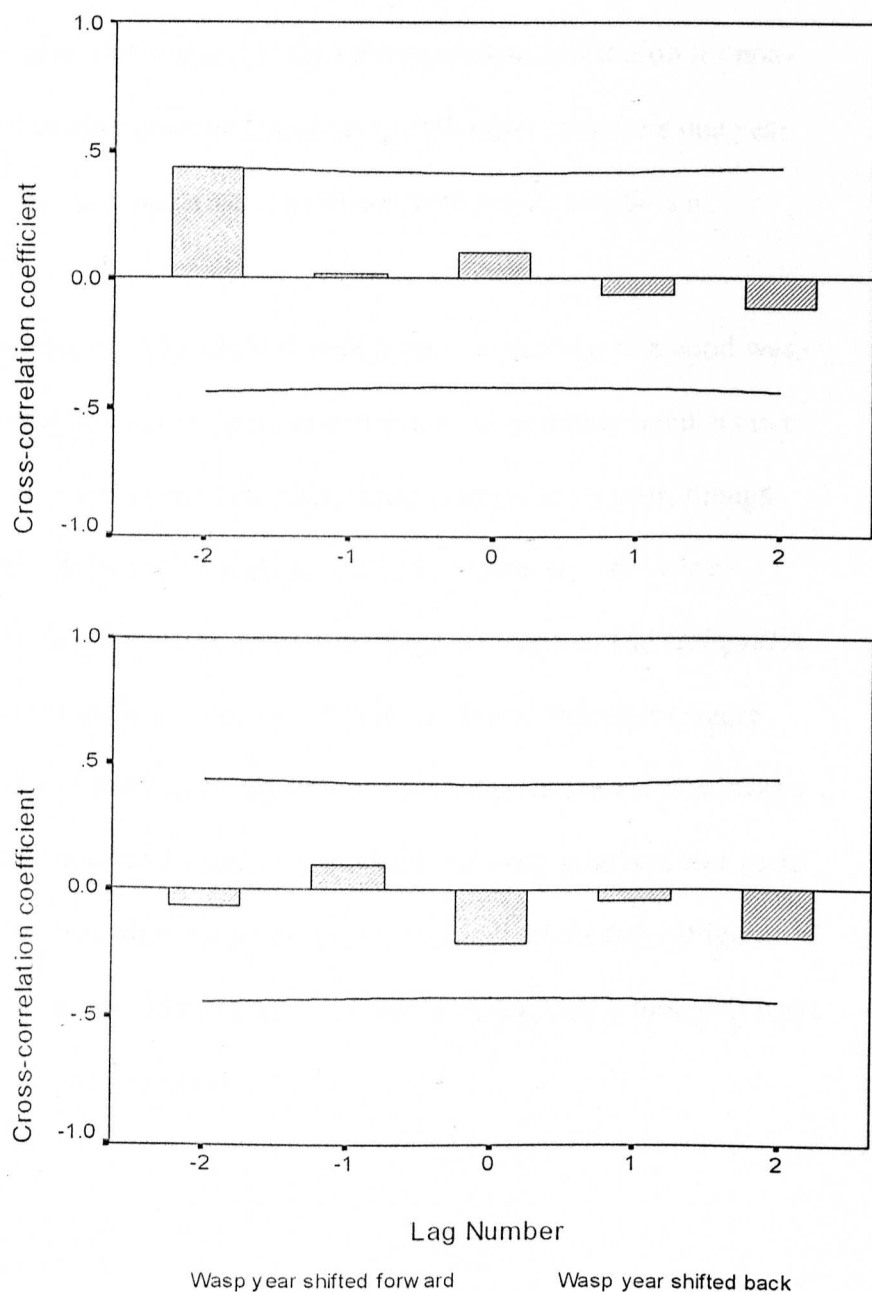 1.0
.5
0.0
-.5
-1.0
Cross-correlation coefficient
-2 -1 0 1 2
1.0
.5
0.0
-.5
-1.0
Cross-correlation coefficient
-2 -1 0 1 2
Lag Number
Wasp year shifted forward Wasp year shifted back